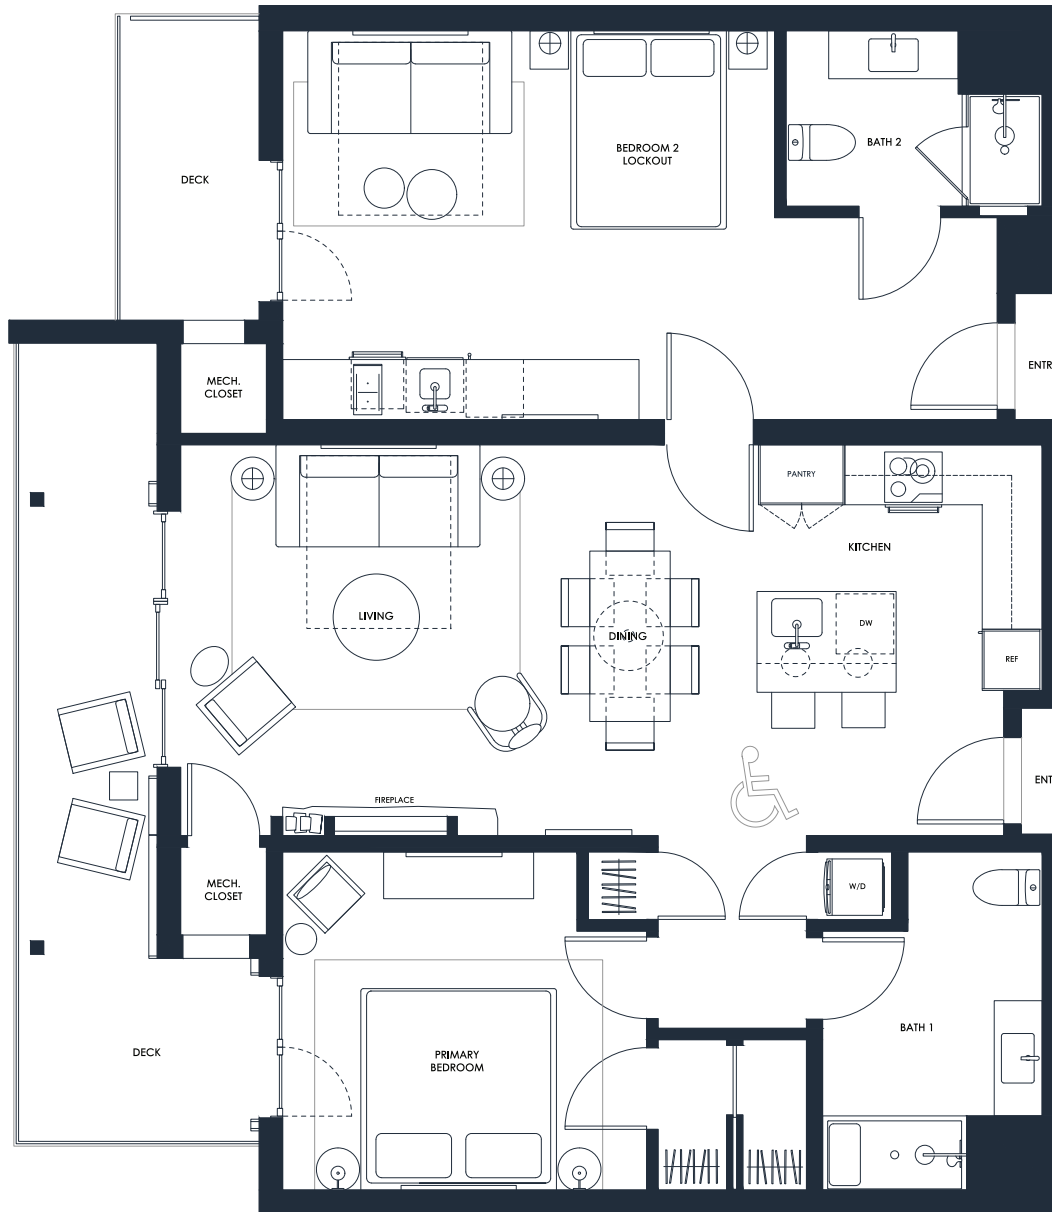 BEDROOM 2
LOCKOUT
BATH 2
DECK
ENTR
MECH.
CLOSET
PANTRY
KITCHEN
LIVING
DINING
DW
REF
ENT
FIREPLACE
MECH.
CLOSET
W/D
BATH 1
DECK
PRIMARY
BEDROOM